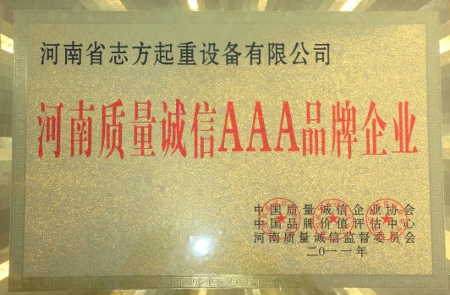 河南省志方起重设备有限公司
河南质量诚信AAA品牌企业
中国质量诚信企业协会
中国品牌价值评估中心
河南质量诚信监督委员会
二〇一一年